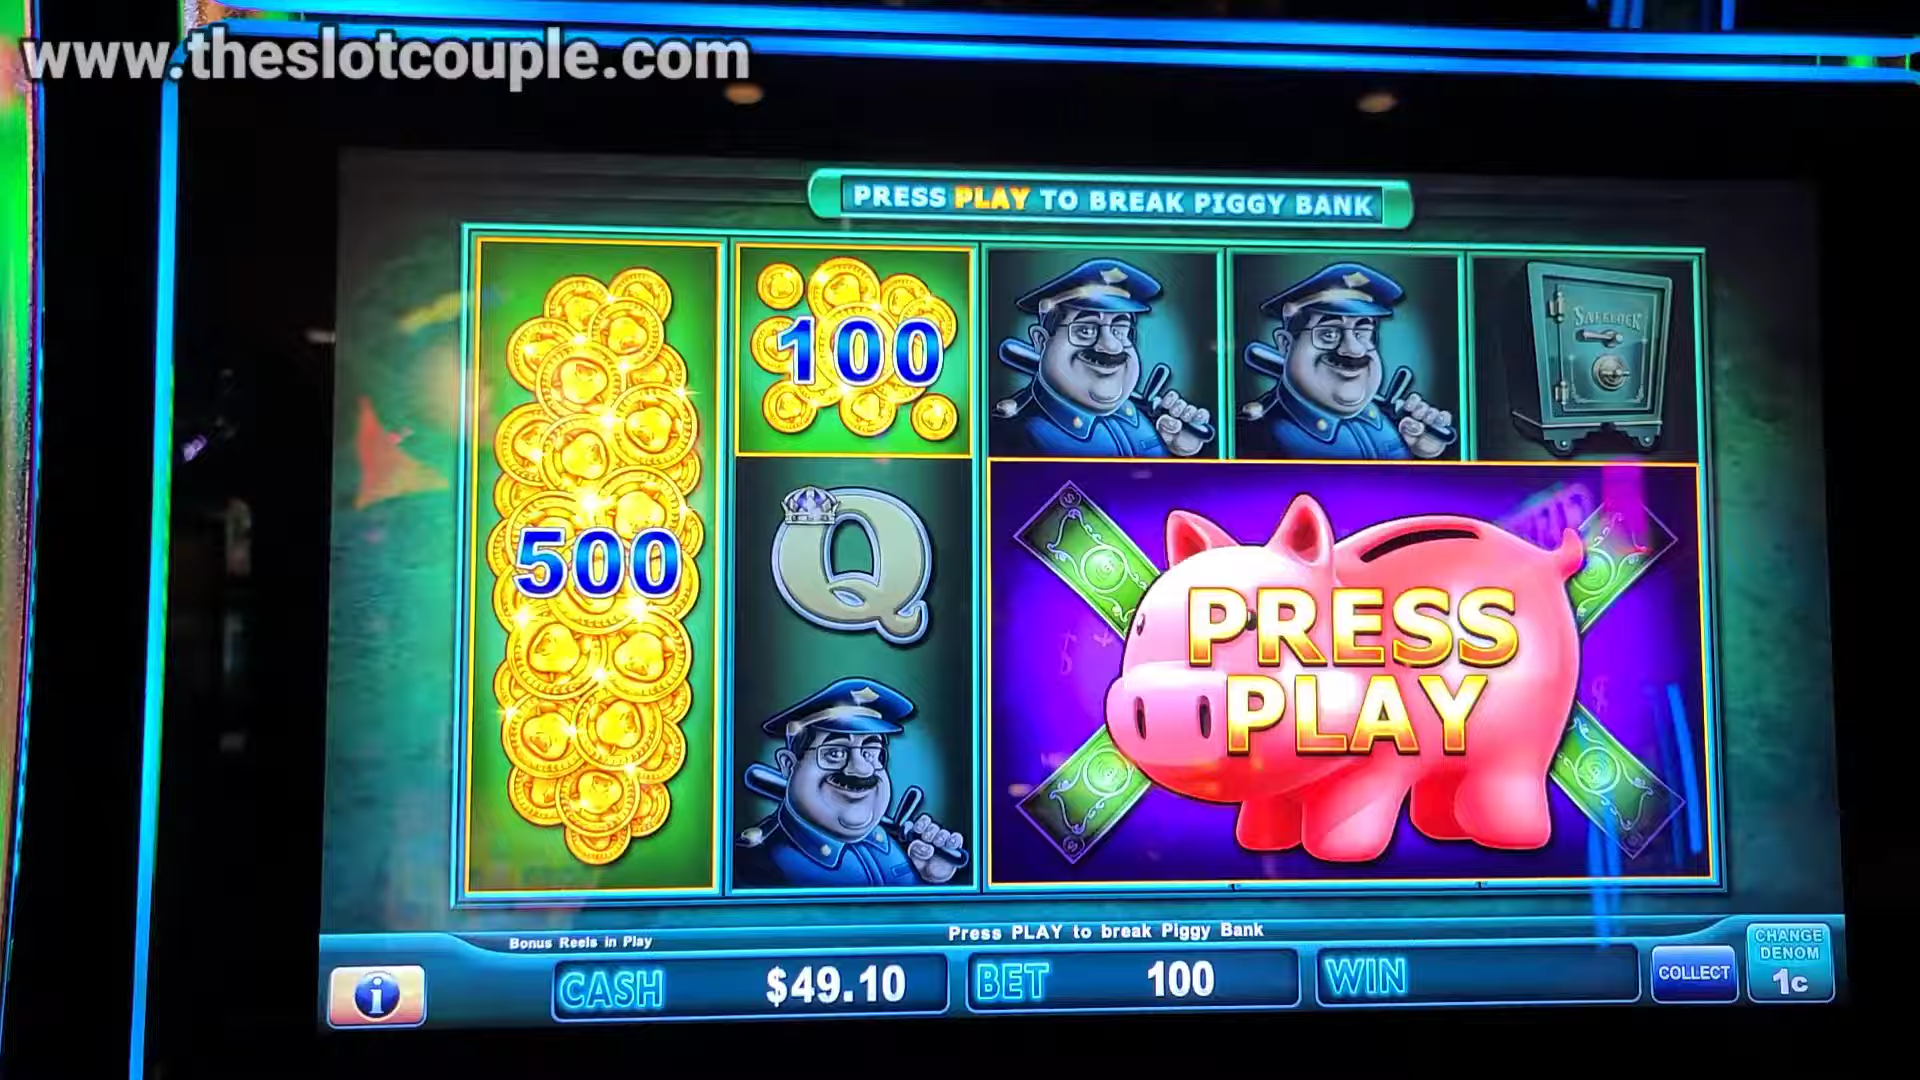 www.theslotcouple.com
PRESS PLAY TO BREAK PIGGY BANK
100
SAFELOCK
500
Q
PRESS
PLAY
Press PLAY to break Piggy Bank
Bonus Reels in Play
CASH $49.10
BET 100
WIN
COLLECT
CHANGE
DENOM
1c